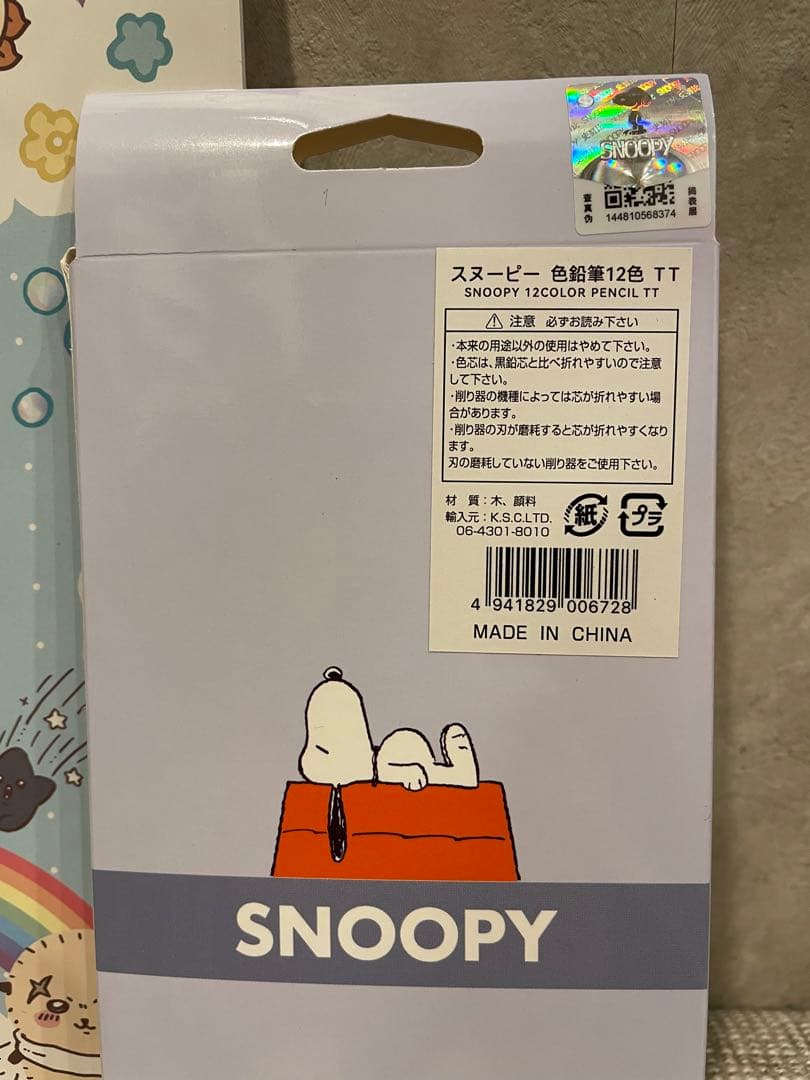 SNOOPY
查真伪
揭表层
144810568374
スヌーピー 色鉛筆12色 TT
SNOOPY 12COLOR PENCIL TT
注意 必ずお読み下さい
・本来の用途以外の使用はやめて下さい。
・色芯は、黒鉛芯と比べ折れやすいので注意
して下さい。
・削り器の機種によっては芯が折れやすい場
合があります。
・削り器の刃が磨耗すると芯が折れやすくなり
ます。
刃の磨耗していない削り器をご使用下さい。
材 質：木、顔料
輸入元：K.S.C.LTD.
06-4301-8010
紙
プラ
4 941829 006728
MADE IN CHINA
SNOOPY